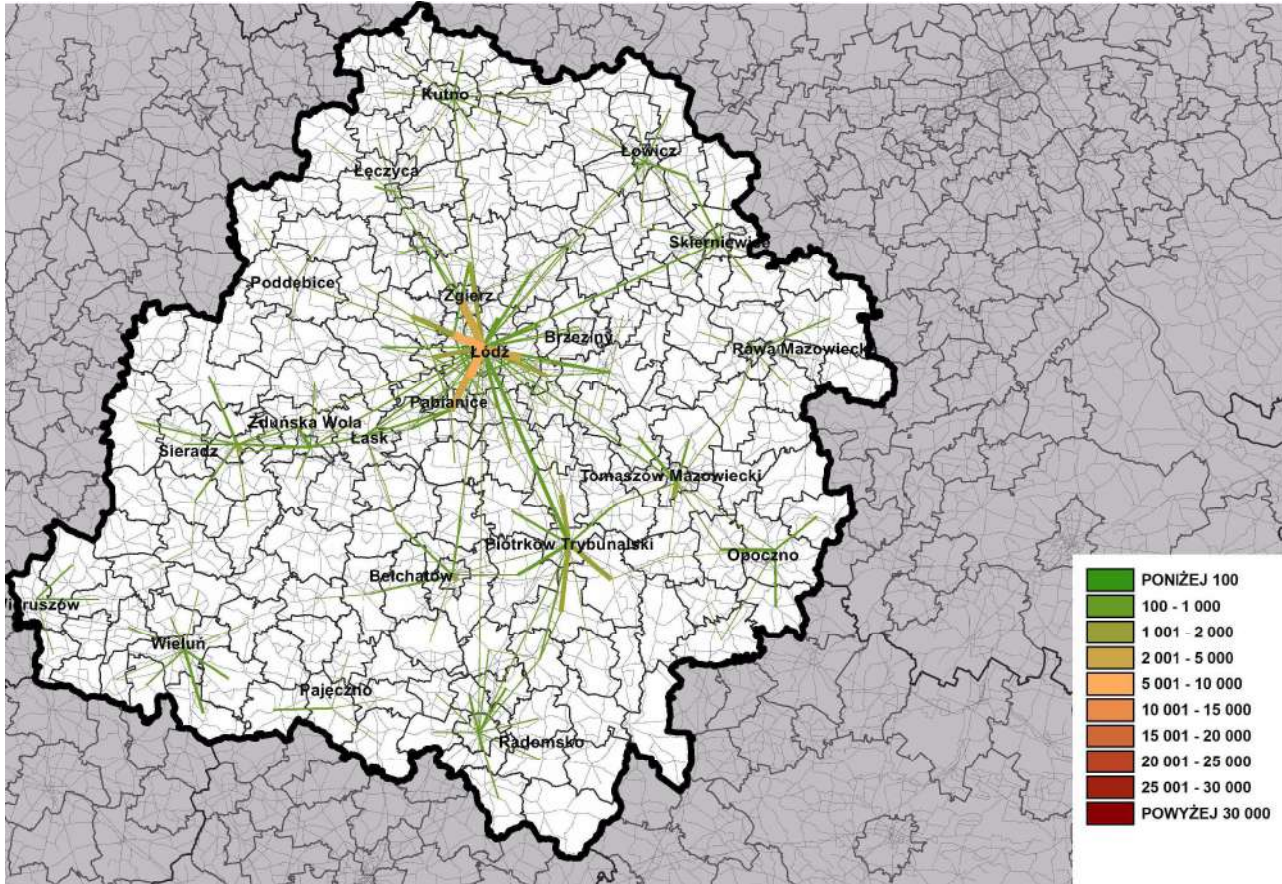 Kutno
Łowicz
Łęczyca
Skierniewice
Poddębice
Zgierz
Brzeziny
Łódź
Rawa Mazowieck
Pabianice
Zduńska Wola
Łask
Sieradz
Tomaszów Mazowiecki
Piotrków Trybunalski
Opoczno
Bełchatów
ieruszów
Wieluń
Pajęczno
Radomsko
PONIŻEJ 100
100 - 1 000
1 001 - 2 000
2 001 - 5 000
5 001 - 10 000
10 001 - 15 000
15 001 - 20 000
20 001 - 25 000
25 001 - 30 000
POWYŻEJ 30 000